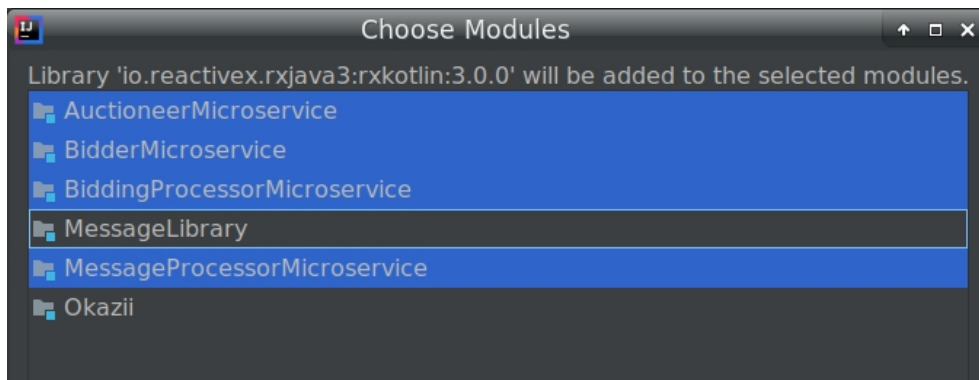 IJ
Choose Modules
Library 'io.reactivex.rxjava3:rxkotlin:3.0.0' will be added to the selected modules.
AuctioneerMicroservice
BidderMicroservice
BiddingProcessorMicroservice
MessageLibrary
MessageProcessorMicroservice
Okazii